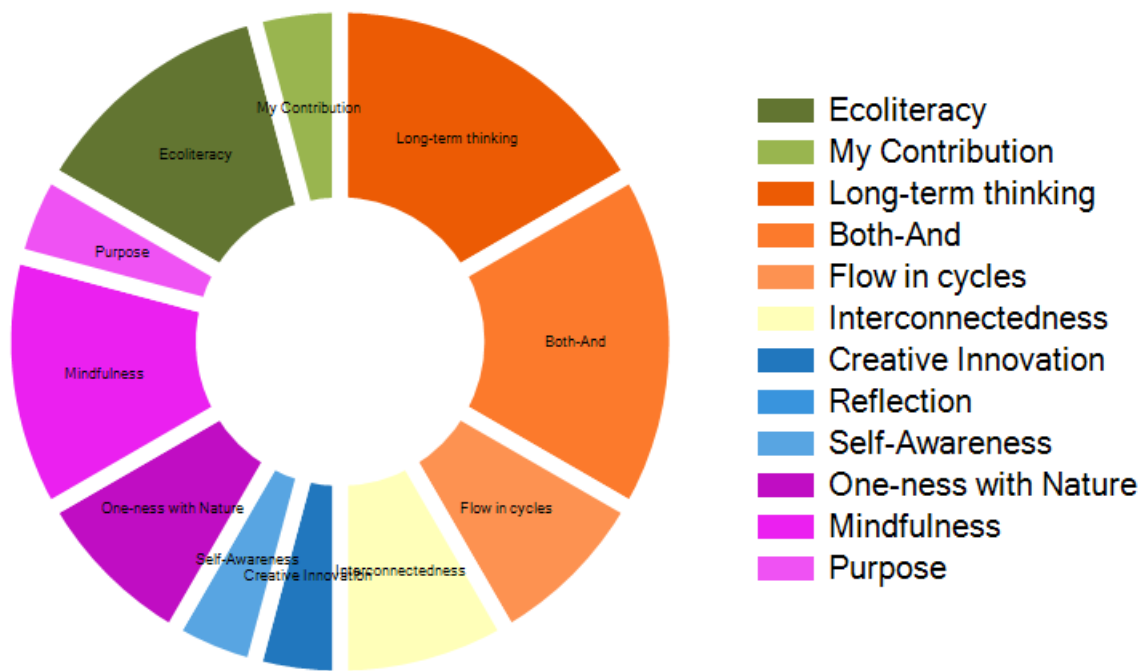 My Contribution
Long-term thinking
Ecoliteracy
Purpose
Both-And
Mindfulness
One-ness with Nature
Flow in cycles
Self-Awareness
Creative Innovation
Interconnectedness
Ecoliteracy
My Contribution
Long-term thinking
Both-And
Flow in cycles
Interconnectedness
Creative Innovation
Reflection
Self-Awareness
One-ness with Nature
Mindfulness
Purpose